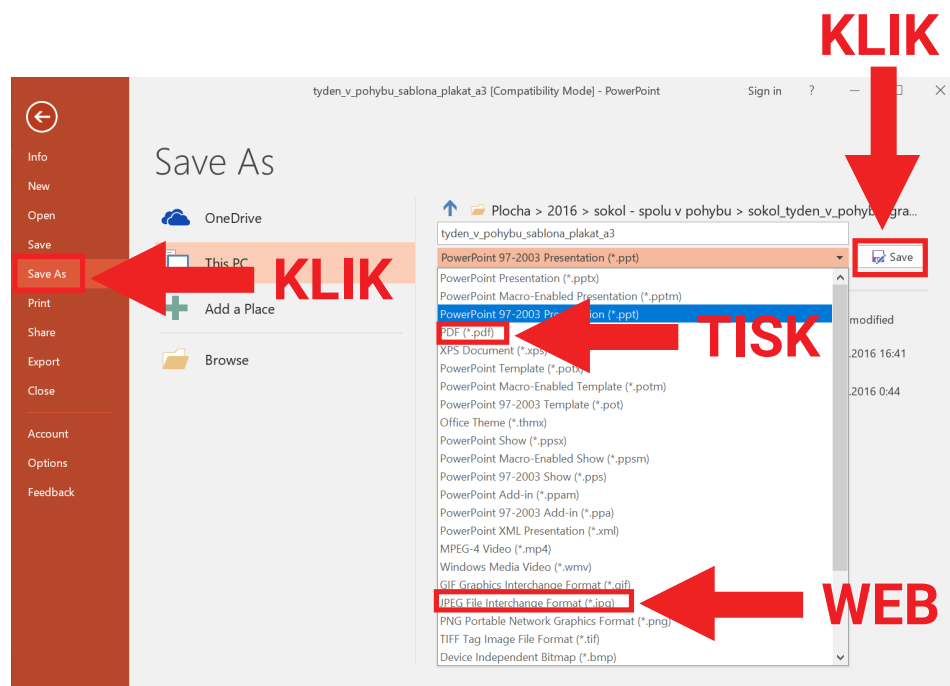 KLIK
tyden_v_pohybu_sablona_plakat_a3 [Compatibility Mode] - PowerPoint
Sign in
?
Info
New
Open
Save
Save As
Print
Share
Export
Close
Account
Options
Feedback
Save As
OneDrive
This PC
KLIK
Add a Place
Browse
Plocha > 2016 > sokol - spolu v pohybu > sokol_tyden_v_pohybu_gra...
tyden_v_pohybu_sablona_plakat_a3
PowerPoint 97-2003 Presentation (*.ppt)
Save
PowerPoint Presentation (*.pptx)
PowerPoint Macro-Enabled Presentation (*.pptm)
PowerPoint 97-2003 Presentation (*.ppt)
PDF (*.pdf)
TISK
XPS Document (*.xps)
PowerPoint Template (*.potx)
PowerPoint Macro-Enabled Template (*.potm)
PowerPoint 97-2003 Template (*.pot)
Office Theme (*.thmx)
PowerPoint Show (*.ppsx)
PowerPoint Macro-Enabled Show (*.ppsm)
PowerPoint 97-2003 Show (*.pps)
PowerPoint Add-in (*.ppam)
PowerPoint 97-2003 Add-in (*.ppa)
PowerPoint XML Presentation (*.xml)
MPEG-4 Video (*.mp4)
Windows Media Video (*.wmv)
GIF Graphics Interchange Format (*.gif)
JPEG File Interchange Format (*.jpg)
WEB
PNG Portable Network Graphics Format (*.png)
TIFF Tag Image File Format (*.tif)
Device Independent Bitmap (*.bmp)
modified
.2016 16:41
.2016 0:44